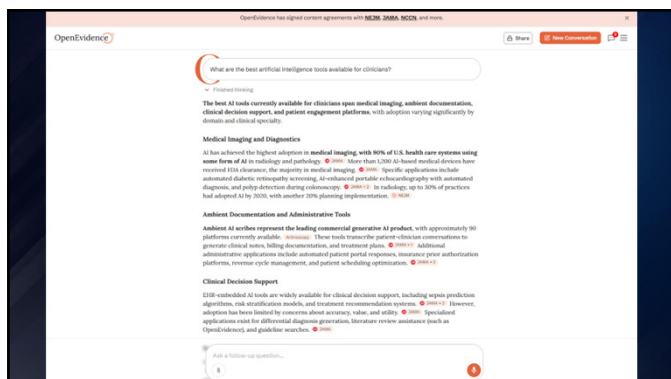 OpenEvidence has signed content agreements with NEJM, JAMA, NCCN, and more.
OpenEvidence
Share
New Conversation
What are the best artificial intelligence tools available for clinicians?
Finished thinking
The best AI tools currently available for clinicians span medical imaging, ambient documentation,
clinical decision support, and patient engagement platforms, with adoption varying significantly by
domain and clinical specialty.
Medical Imaging and Diagnostics
AI has achieved the highest adoption in medical imaging, with 90% of U.S. health care systems using
some form of AI in radiology and pathology. JAMA More than 1,200 AI-based medical devices have
received FDA clearance, the majority in medical imaging. JAMA Specific applications include
automated diabetic retinopathy screening, AI-enhanced portable echocardiography with automated
diagnosis, and polyp detection during colonoscopy. JAMA +2 In radiology, up to 30% of practices
had adopted AI by 2020, with another 20% planning implementation. NEJM
Ambient Documentation and Administrative Tools
Ambient AI scribes represent the leading commercial generative AI product, with approximately 90
platforms currently available. These tools transcribe patient-clinician conversations to
generate clinical notes, billing documentation, and treatment plans. JAMA +1 Additional
administrative applications include automated patient portal responses, insurance prior authorization
platforms, revenue cycle management, and patient scheduling optimization. JAMA +2
Clinical Decision Support
EHR-embedded AI tools are widely available for clinical decision support, including sepsis prediction
algorithms, risk stratification models, and treatment recommendation systems. JAMA +2 However,
adoption has been limited by concerns about accuracy, value, and utility. JAMA Specialized
applications exist for differential diagnosis generation, literature review assistance (such as
OpenEvidence), and guideline searches. JAMA
Ask a follow-up question...